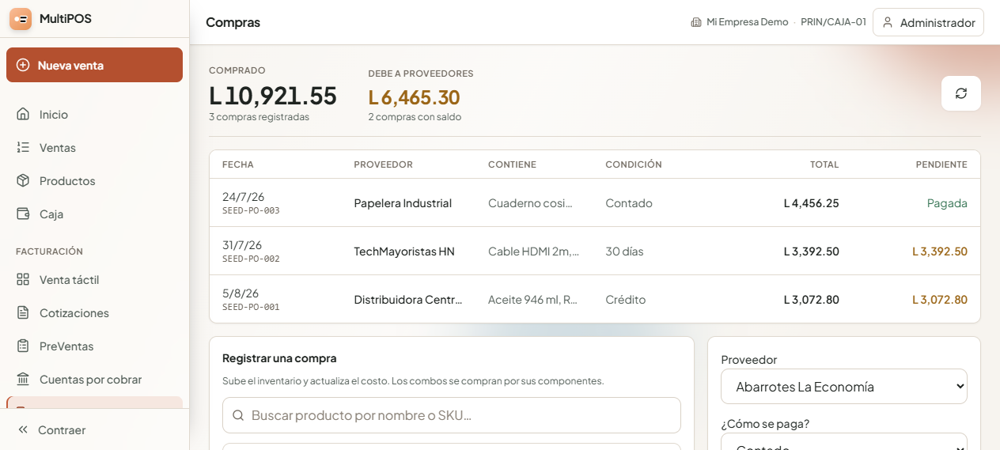 MultiPOS
Nueva venta
Inicio
Ventas
Productos
Caja
FACTURACIÓN
Venta táctil
Cotizaciones
PreVentas
Cuentas por cobrar
Contraer
Compras
Mi Empresa Demo · PRIN/CAJA-01
Administrador
COMPRADO
L 10,921.55
3 compras registradas
DEBE A PROVEEDORES
L 6,465.30
2 compras con saldo
FECHA PROVEEDOR CONTIENE CONDICIÓN TOTAL PENDIENTE
24/7/26
SEED-PO-003
Papelera Industrial Cuaderno cosi… Contado L 4,456.25 Pagada
31/7/26
SEED-PO-002
TechMayoristas HN Cable HDMI 2m,… 30 días L 3,392.50 L 3,392.50
5/8/26
SEED-PO-001
Distribuidora Centr… Aceite 946 ml, R… Crédito L 3,072.80 L 3,072.80
Registrar una compra
Sube el inventario y actualiza el costo. Los combos se compran por sus componentes.
Buscar producto por nombre o SKU…
Proveedor
Abarrotes La Economía
¿Cómo se paga?
Contado